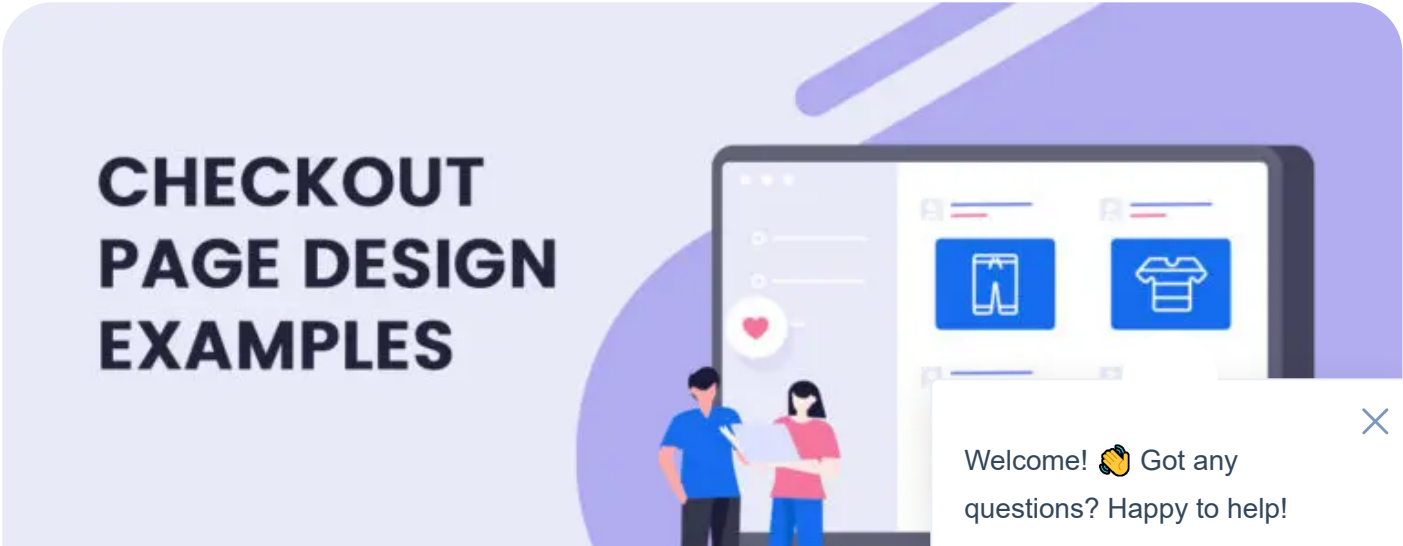 CHECKOUT
PAGE DESIGN
EXAMPLES
Welcome! 👋 Got any
questions? Happy to help!